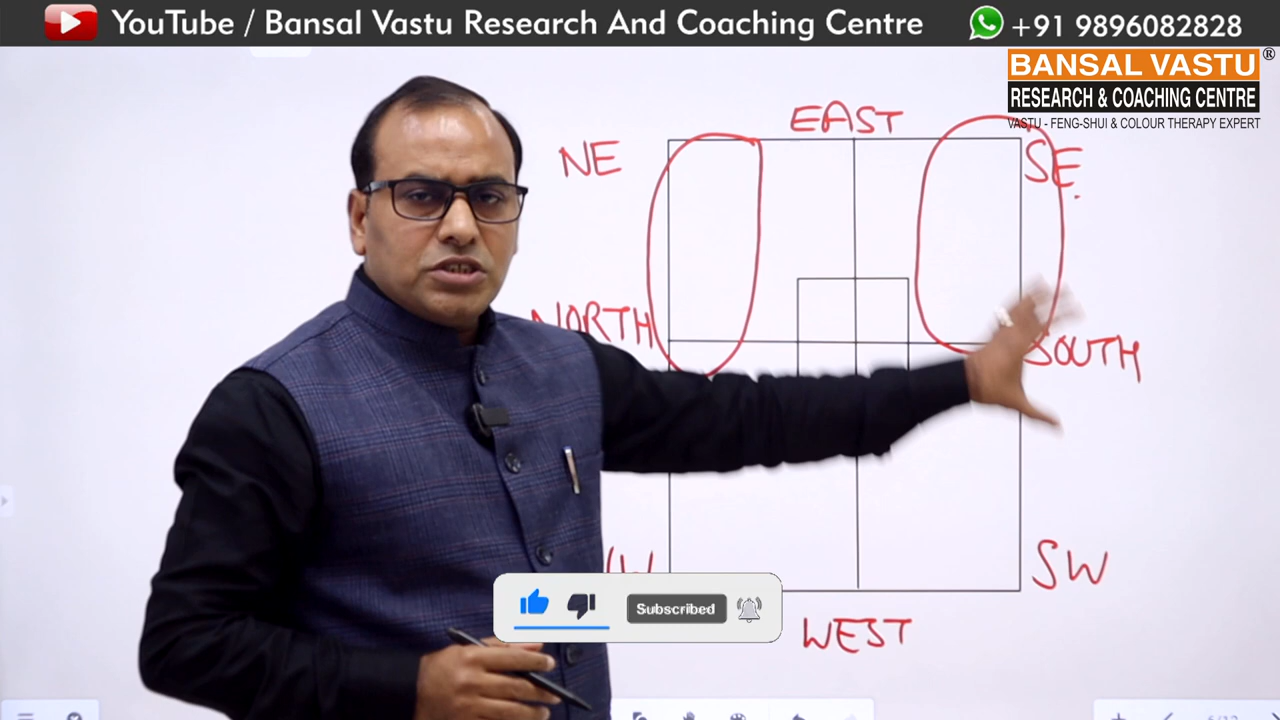 YouTube / Bansal Vastu Research And Coaching Centre
+91 9896082828
BANSAL VASTU®
RESEARCH & COACHING CENTRE
VASTU - FENG-SHUI & COLOUR THERAPY EXPERT
EAST
NE
SE.
NORTH
SOUTH
SW
Subscribed
WEST